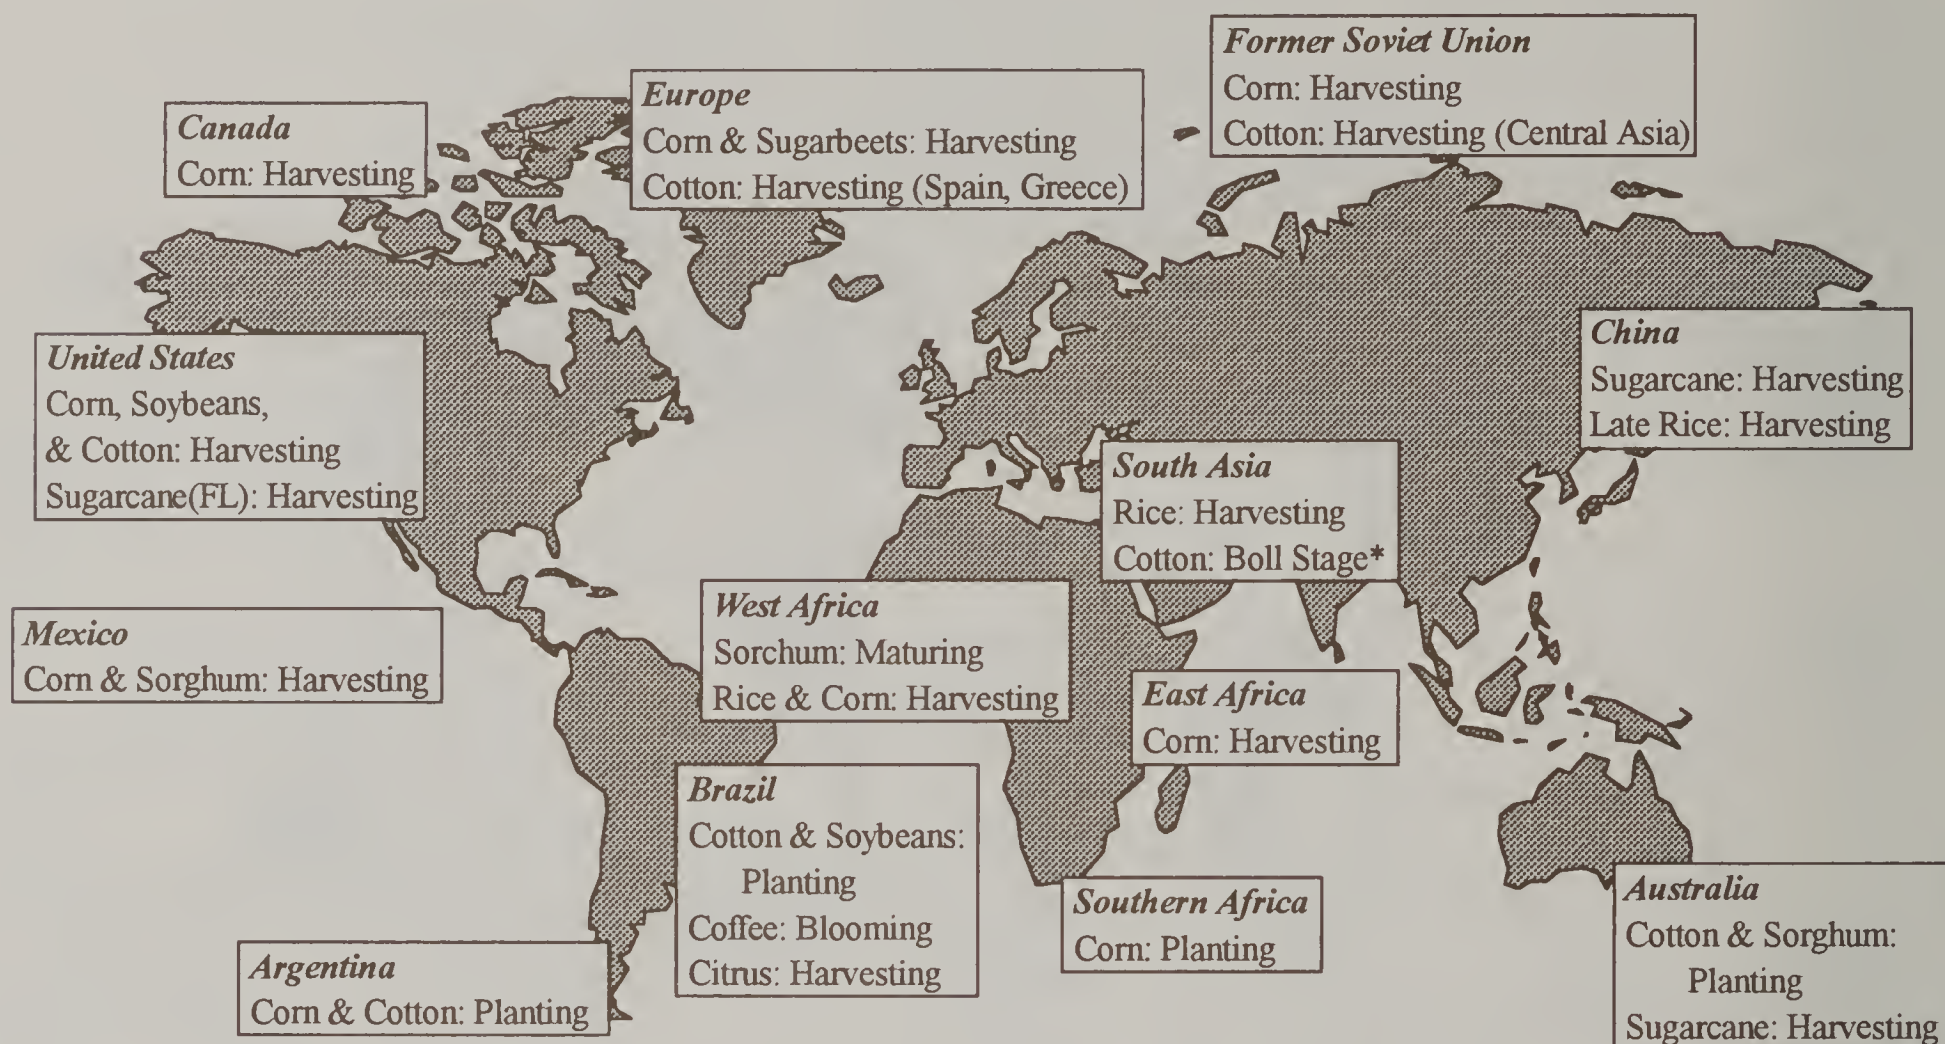 Former Soviet Union
Corn: Harvesting
Cotton: Harvesting (Central Asia)
Europe
Corn & Sugarbeets: Harvesting
Cotton: Harvesting (Spain, Greece)
Canada
Corn: Harvesting
United States
Corn, Soybeans,
& Cotton: Harvesting
Sugarcane(FL): Harvesting
China
Sugarcane: Harvesting
Late Rice: Harvesting
South Asia
Rice: Harvesting
Cotton: Boll Stage*
Mexico
Corn & Sorghum: Harvesting
West Africa
Sorchum: Maturing
Rice & Corn: Harvesting
East Africa
Corn: Harvesting
Brazil
Cotton & Soybeans:
Planting
Coffee: Blooming
Citrus: Harvesting
Southern Africa
Corn: Planting
Australia
Cotton & Sorghum:
Planting
Sugarcane: Harvesting
Argentina
Corn & Cotton: Planting